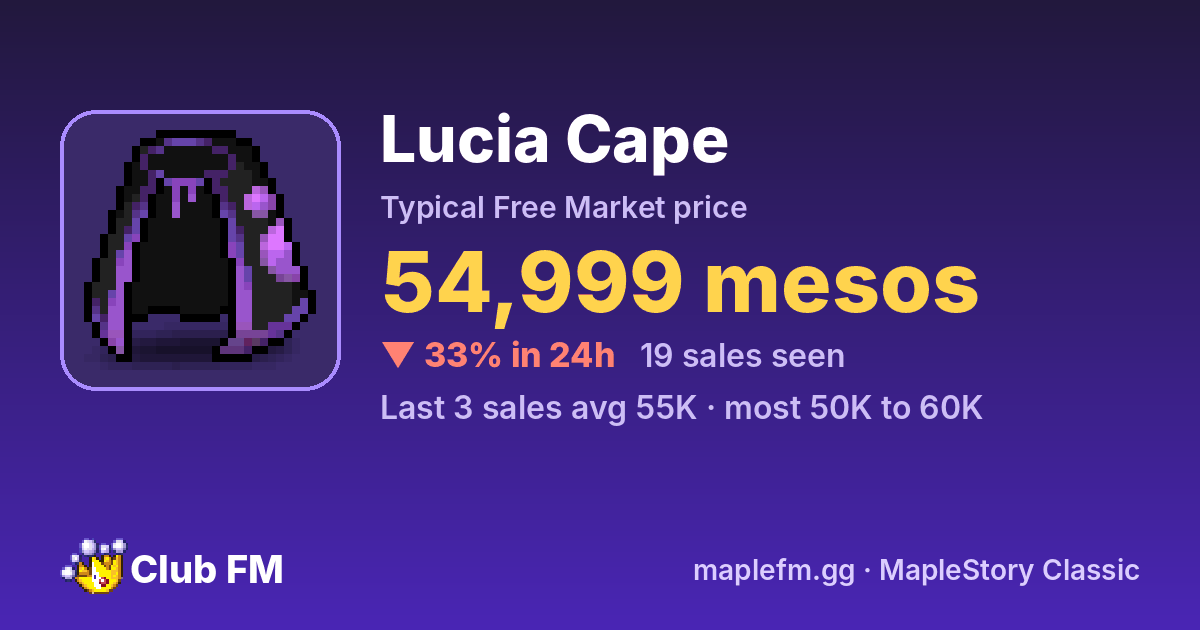 Lucia Cape
Typical Free Market price
54,999 mesos
▼ 33% in 24h 19 sales seen
Last 3 sales avg 55K · most 50K to 60K
Club FM
maplefm.gg · MapleStory Classic